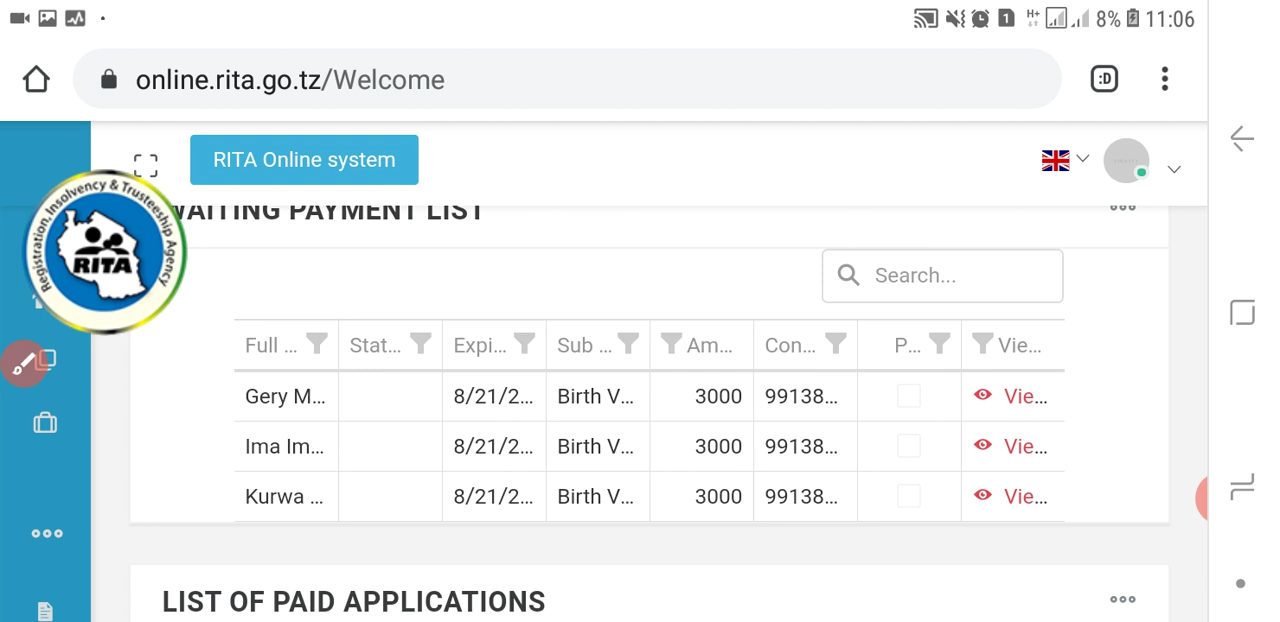 1 H+ 8% 11:06
online.rita.go.tz/Welcome :D
RITA Online system
WAITING PAYMENT LIST
Registration, Insolvency & Trusteeship Agency
RITA
Search...
Full ... Stat... Expi... Sub ... Am... Con... P... Vie...
Gery M... 8/21/2... Birth V... 3000 99138... Vie...
Ima Im... 8/21/2... Birth V... 3000 99138... Vie...
Kurwa ... 8/21/2... Birth V... 3000 99138... Vie...
LIST OF PAID APPLICATIONS